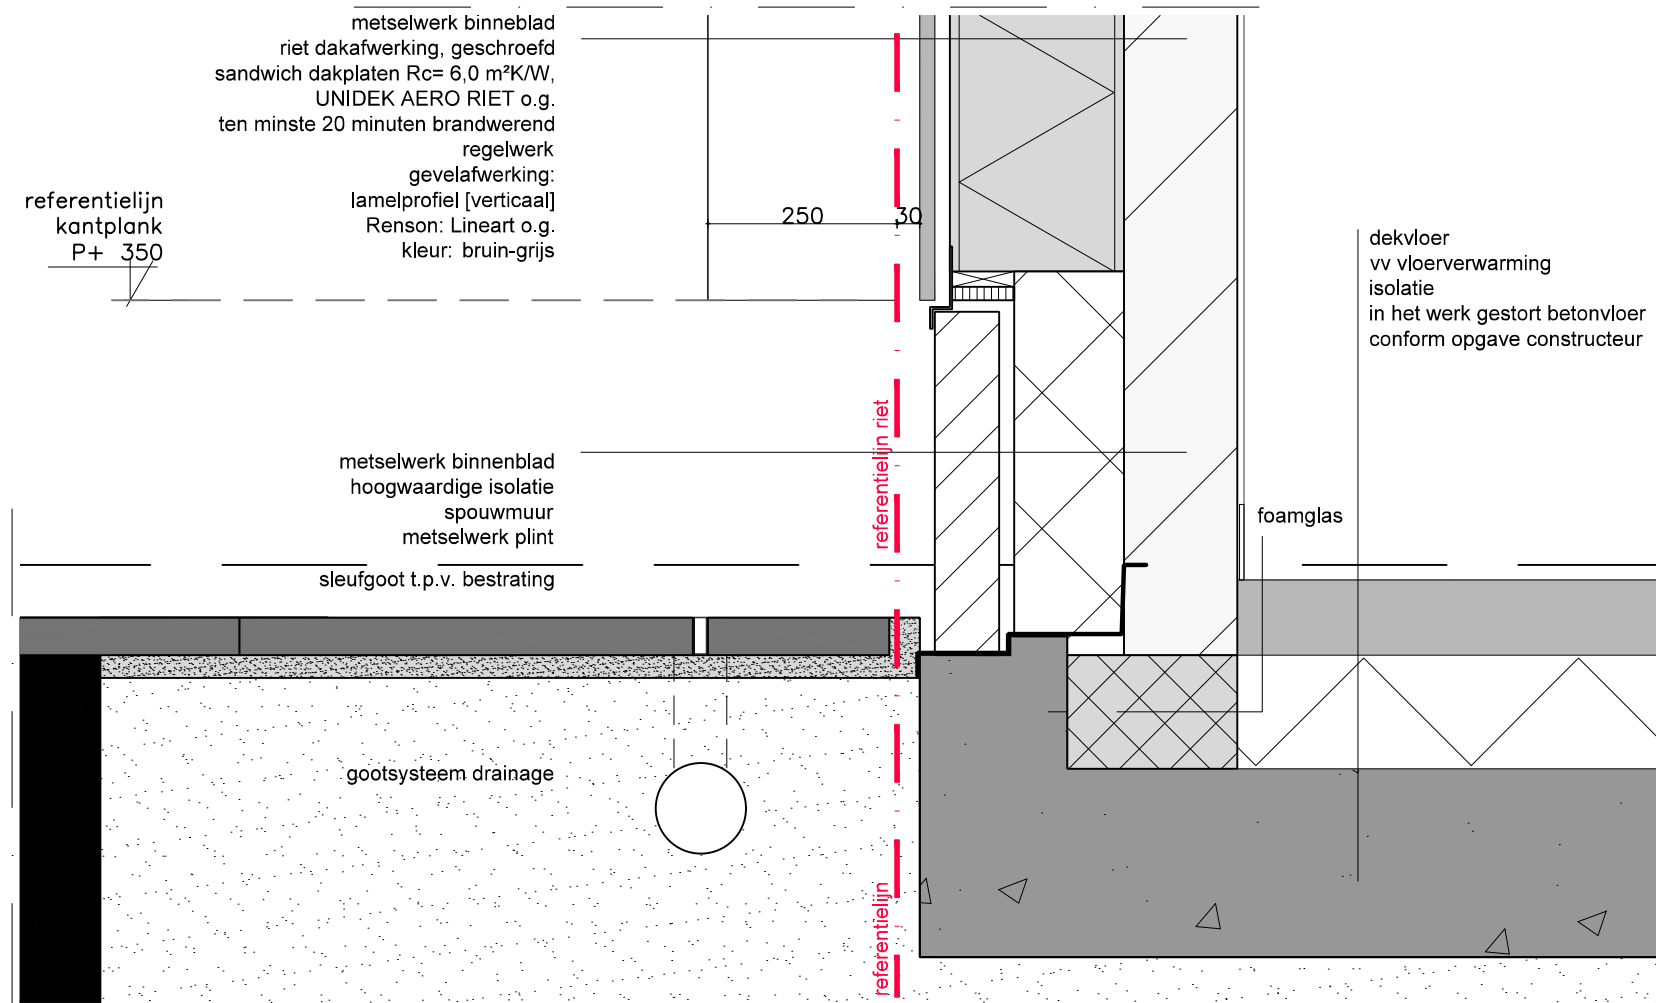 metselwerk binneblad
riet dakafwerking, geschroefd
sandwich dakplaten Rc= 6,0 m²K/W,
UNIDEK AERO RIET o.g.
ten minste 20 minuten brandwerend
regelwerk
gevelafwerking:
lamelprofiel [verticaal]
Renson: Lineart o.g.
kleur: bruin-grijs
referentielijn
kantplank
P+ 350
250
30
dekvloer
vv vloerverwarming
isolatie
in het werk gestort betonvloer
conform opgave constructeur
referentielijn riet
metselwerk binnenblad
hoogwaardige isolatie
spouwmuur
metselwerk plint
foamglas
sleufgoot t.p.v. bestrating
gootsysteem drainage
referentielijn